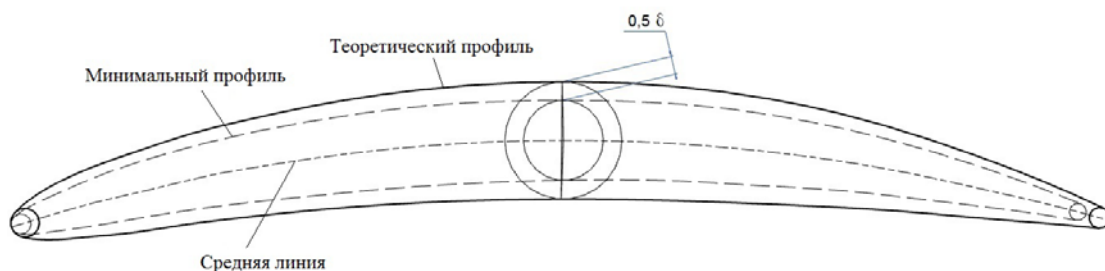 0,5 δ
Теоретический профиль
Минимальный профиль
Средняя линия